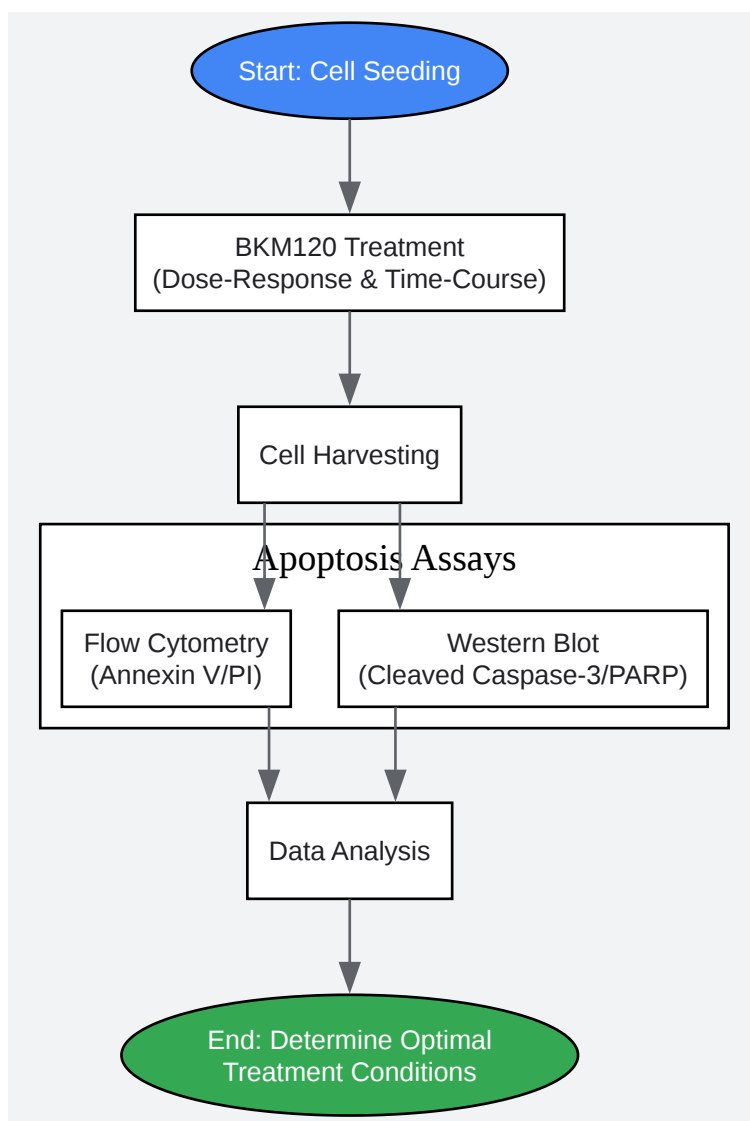 Start: Cell Seeding
BKM120 Treatment
(Dose-Response & Time-Course)
Cell Harvesting
Apoptosis Assays
Flow Cytometry
(Annexin V/PI)
Western Blot
(Cleaved Caspase-3/PARP)
Data Analysis
End: Determine Optimal
Treatment Conditions